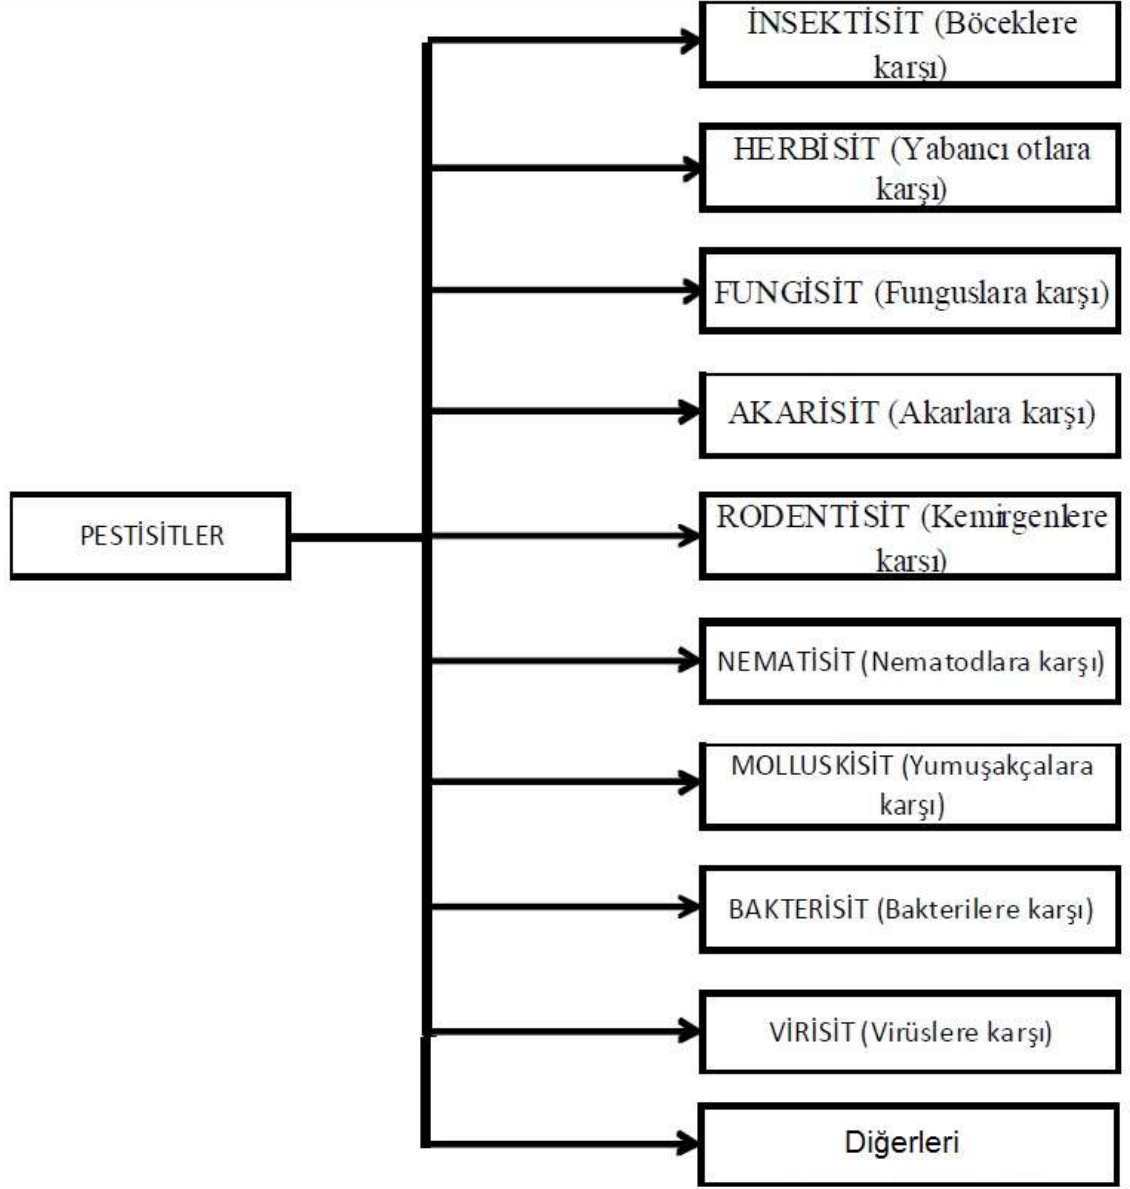 İNSEKTİSİT (Böceklere
karşı)
HERBİSİT (Yabancı otlara
karşı)
FUNGİSİT (Funguslara karşı)
AKARİSİT (Akarlara karşı)
PESTİSİTLER
RODENTİSİT (Kemirgenlere
karsı)
NEMATİSİT (Nematodlara karşı)
MOLLUSKİSİT (Yumuşakçalara
karşı)
BAKTERİSİT (Bakterilere karşı)
VİRİSİT (Virüslere karşı)
Diğerleri